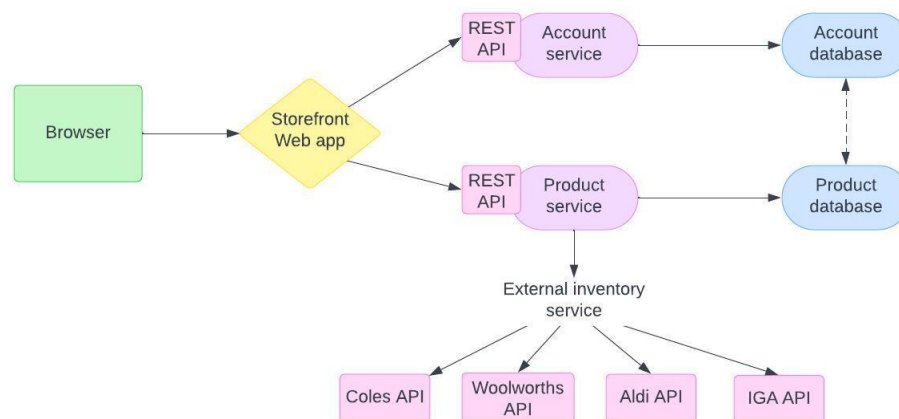 Browser
Storefront
Web app
REST
API
Account
service
Account
database
REST
API
Product
service
Product
database
External inventory
service
Coles API
Woolworths
API
Aldi API
IGA API